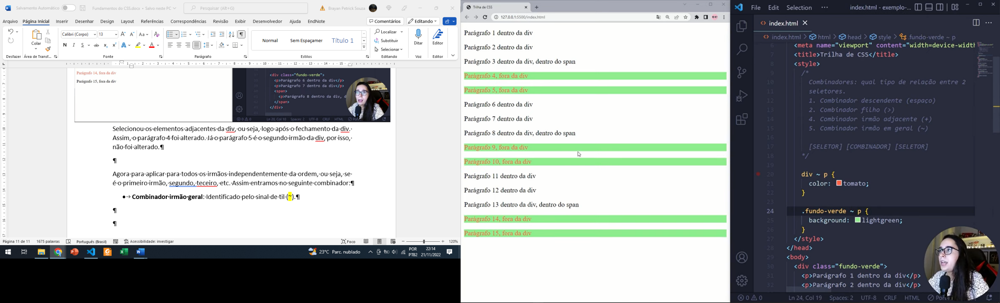 Salvamento Automático
Fundamentos do CSS.docx • Salvo neste PC
Pesquisar (Alt+G)
Brayan Petrick Souza
Arquivo Página Inicial Inserir Desenhar Design Layout Referências Correspondências Revisão Exibir Desenvolvedor Ajuda EndNote
Comentários Editando
Colar
Calibri (Corpo) 13
Normal Sem Espaçamer Título 1
Localizar
Substituir
Selecionar
Ditar
Editor
Desfazer Área de Transf... Fonte Parágrafo Estilos Editando Voz Editor
Parágrafo 14, fora da div
Parágrafo 15, fora da div
<div class="fundo-verde">
<p>Parágrafo 6 dentro da div</p>
<p>Parágrafo 7 dentro da div</p>
<span>
<p>Parágrafo 8 dentro da div, d
</span>
</div>
Ln 20, Col 10 Spaces: 2 UTF-8 CRLF HTML
Selecionou·os·elementos·adjacentes·da·div,·ou·seja,·logo·após·o·fechamento·da·div.·
Assim,·o·parágrafo·4·foi·alterado.·Já·o·parágrafo·5·é·o·segundo·irmão·da·div,·por·isso,·
não·foi·alterado.¶
¶
Agora·para·aplicar·para·todos·os·irmãos·independentemente·da·ordem,·ou·seja,·se·
é·o·primeiro·irmão,·segundo,·teceiro,·etc.·Assim·entramos·no·seguinte·combinador:¶
•→Combinador·irmão·geral:·Identificado·pelo·sinal·de·til·(~).¶
¶
¶
Página 11 de 11 1675 palavras Português (Brasil) Acessibilidade: investigar Foco 120%
23°C Parc. nublado
POR
PTB2
22:14
21/11/2022
Trilha de CSS
127.0.0.1:5500/index.html
Parágrafo 1 dentro da div
Parágrafo 2 dentro da div
Parágrafo 3 dentro da div, dentro do span
Parágrafo 4, fora da div
Parágrafo 5, fora da div
Parágrafo 6 dentro da div
Parágrafo 7 dentro da div
Parágrafo 8 dentro da div, dentro do span
Parágrafo 9, fora da div
Parágrafo 10, fora da div
Parágrafo 11 dentro da div
Parágrafo 12 dentro da div
Parágrafo 13 dentro da div, dentro do span
Parágrafo 14, fora da div
Parágrafo 15, fora da div
File Edit Selection ··· index.html - exemplo-...
index.html
index.html > html > head > style > .fundo-verde ~ p
6 <meta name="viewport" content="width=device-width
7 <title>Trilha de CSS</title>
8 <style>
9 /*
10 Combinadores: qual tipo de relação entre 2
11 seletores.
12 1. Combinador descendente (espaço)
13 2. Combinador filho (>)
14 4. Combinador irmão adjacente (+)
15 5. Combinador irmão em geral (~)
16
17 [SELETOR] [COMBINADOR] [SELETOR]
18 */
19
20 div ~ p {
21 color: tomato;
22 }
23
24 .fundo-verde ~ p {
25 background: lightgreen;
26 }
27 </style>
28 </head>
29 <body>
30 <div class="fundo-verde">
31 <p>Parágrafo 1 dentro da div</p>
32 <p>Parágrafo 2 dentro da div</p>
0 0 Ln 24, Col 19 Spaces: 2 UTF-8 CRLF HTML